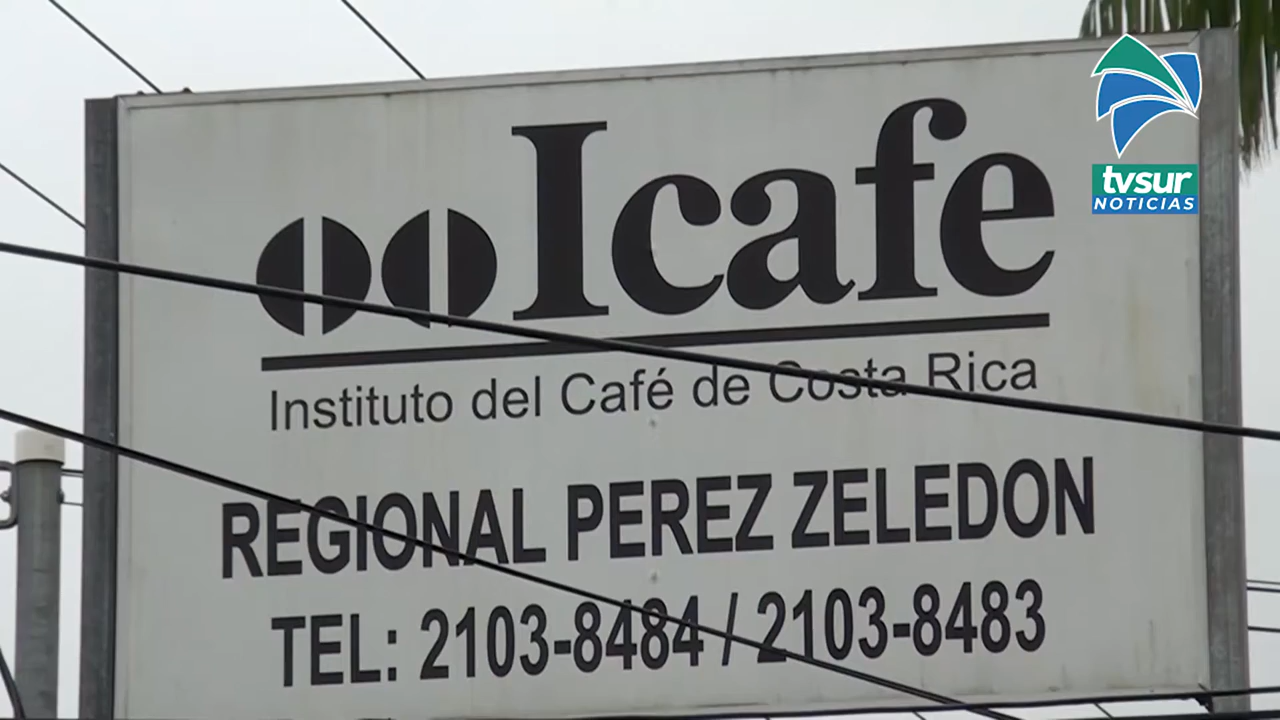 Icafe
Instituto del Café de Costa Rica
REGIONAL PEREZ ZELEDON
TEL: 2103-8484 / 2103-8483
tvsur
NOTICIAS